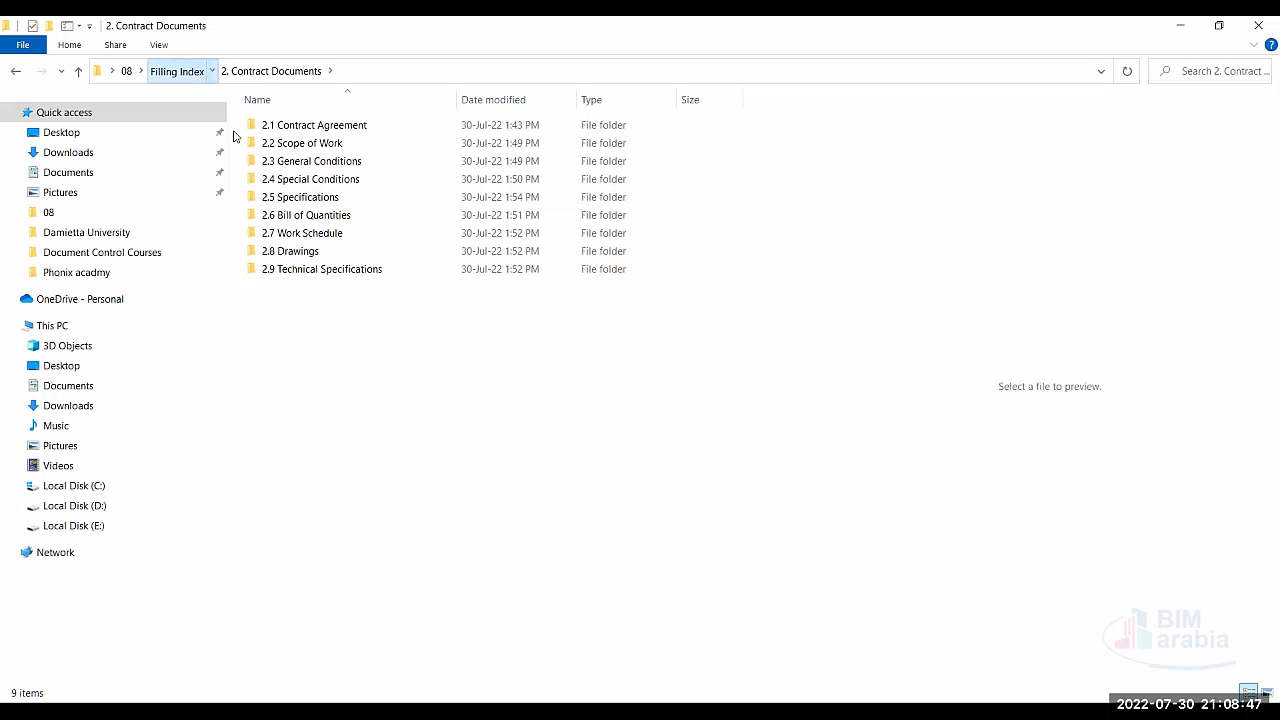 2. Contract Documents
File Home Share View
08 Filling Index 2. Contract Documents Search 2. Contract ...
Name Date modified Type Size
Quick access
Desktop
Downloads
Documents
Pictures
08
Damietta University
Document Control Courses
Phonix acadmy
OneDrive - Personal
This PC
3D Objects
Desktop
Documents
Downloads
Music
Pictures
Videos
Local Disk (C:)
Local Disk (D:)
Local Disk (E:)
Network
2.1 Contract Agreement 30-Jul-22 1:43 PM File folder
2.2 Scope of Work 30-Jul-22 1:49 PM File folder
2.3 General Conditions 30-Jul-22 1:49 PM File folder
2.4 Special Conditions 30-Jul-22 1:50 PM File folder
2.5 Specifications 30-Jul-22 1:54 PM File folder
2.6 Bill of Quantities 30-Jul-22 1:51 PM File folder
2.7 Work Schedule 30-Jul-22 1:52 PM File folder
2.8 Drawings 30-Jul-22 1:52 PM File folder
2.9 Technical Specifications 30-Jul-22 1:52 PM File folder
Select a file to preview.
BIM
arabia
9 items
2022-07-30 21:08:47